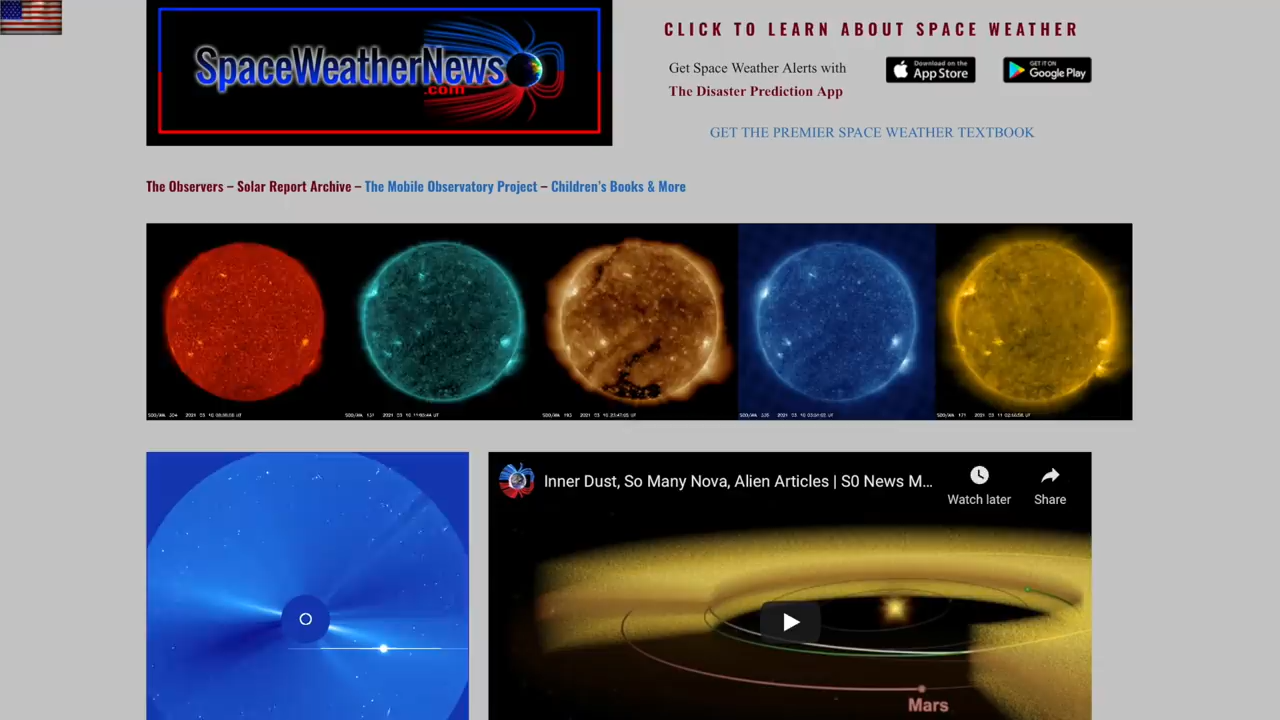 SpaceWeatherNews
.com
CLICK TO LEARN ABOUT SPACE WEATHER
Get Space Weather Alerts with
The Disaster Prediction App
Download on the
App Store
GET IT ON
Google Play
GET THE PREMIER SPACE WEATHER TEXTBOOK
The Observers – Solar Report Archive – The Mobile Observatory Project – Children's Books & More
Inner Dust, So Many Nova, Alien Articles | S0 News M...
Watch later
Share
Mars